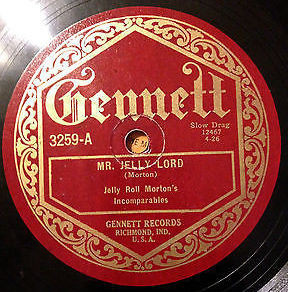 Gennett
3259-A
Slow Drag
12467
4-26
MR. JELLY LORD
(Morton)
Jelly Roll Morton's
Incomparables
GENNETT RECORDS
RICHMOND, IND.
U. S. A.